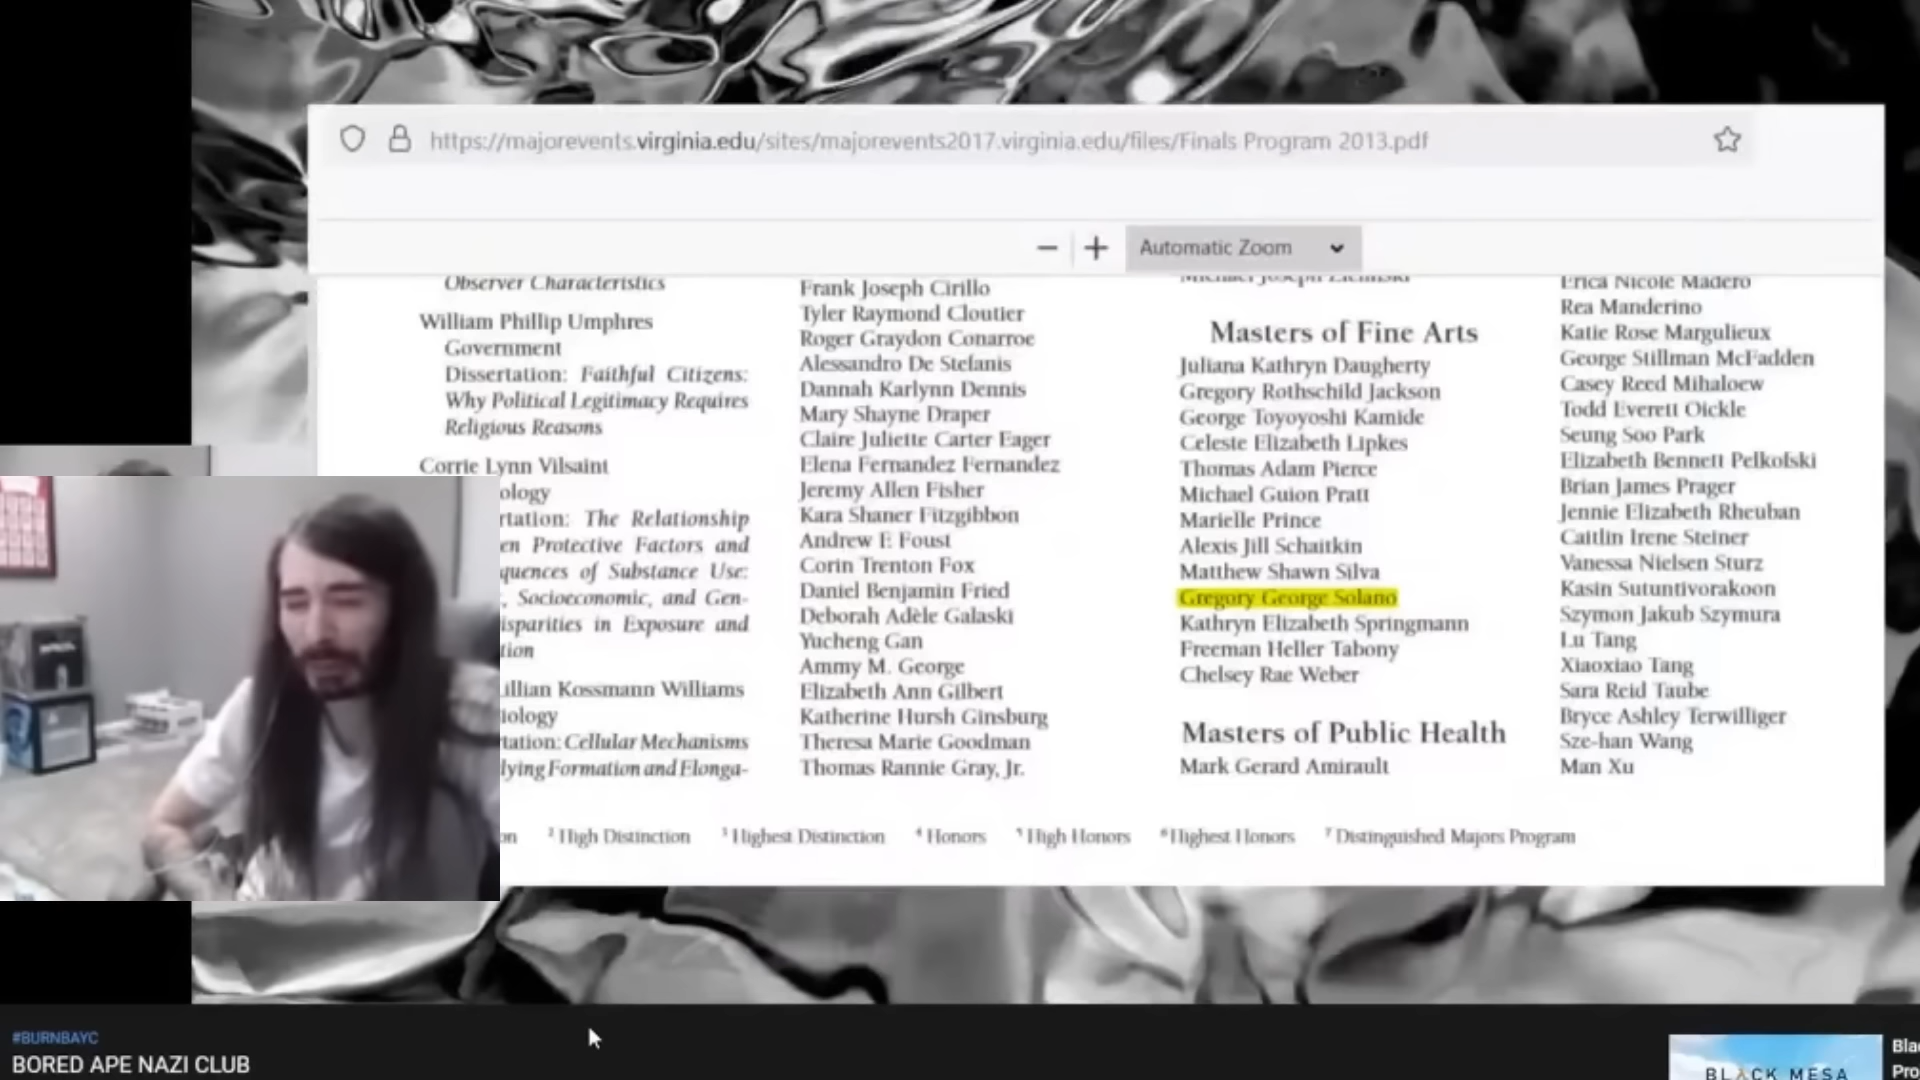 https://majorevents.virginia.edu/sites/majorevents2017.virginia.edu/files/Finals Program 2013.pdf
Automatic Zoom
Observer Characteristics
William Phillip Umphres
Government
Dissertation: Faithful Citizens:
Why Political Legitimacy Requires
Religious Reasons
Corrie Lynn Vilsaint
ology
tation: The Relationship
en Protective Factors and
quences of Substance Use:
, Socioeconomic, and Gen-
isparities in Exposure and
tion
illian Kossmann Williams
iology
tation: Cellular Mechanisms
lying Formation and Elonga-
Frank Joseph Cirillo
Tyler Raymond Cloutier
Roger Graydon Conarroe
Alessandro De Stefanis
Dannah Karlynn Dennis
Mary Shayne Draper
Claire Juliette Carter Eager
Elena Fernandez Fernandez
Jeremy Allen Fisher
Kara Shaner Fitzgibbon
Andrew F. Foust
Corin Trenton Fox
Daniel Benjamin Fried
Deborah Adèle Galaski
Yucheng Gan
Ammy M. George
Elizabeth Ann Gilbert
Katherine Hursh Ginsburg
Theresa Marie Goodman
Thomas Rannie Gray, Jr.
Michael Joseph
Masters of Fine Arts
Juliana Kathryn Daugherty
Gregory Rothschild Jackson
George Toyoyoshi Kamide
Celeste Elizabeth Lipkes
Thomas Adam Pierce
Michael Guion Pratt
Marielle Prince
Alexis Jill Schaitkin
Matthew Shawn Silva
Gregory George Solano
Kathryn Elizabeth Springmann
Freeman Heller Tabony
Chelsey Rae Weber
Masters of Public Health
Mark Gerard Amirault
Erica Nicole Madero
Rea Manderino
Katie Rose Margulieux
George Stillman McFadden
Casey Reed Mihaloew
Todd Everett Oickle
Seung Soo Park
Elizabeth Bennett Pelkofski
Brian James Prager
Jennie Elizabeth Rheuban
Caitlin Irene Steiner
Vanessa Nielsen Sturz
Kasin Sutuntivorakoon
Szymon Jakub Szymura
Lu Tang
Xiaoxiao Tang
Sara Reid Taube
Bryce Ashley Terwilliger
Sze-han Wang
Man Xu
on ² High Distinction ³ Highest Distinction ⁴ Honors ⁵ High Honors ⁶ Highest Honors ⁷ Distinguished Majors Program
#BURNBAYC
BORED APE NAZI CLUB
BLACK MESA
Bla
Pro